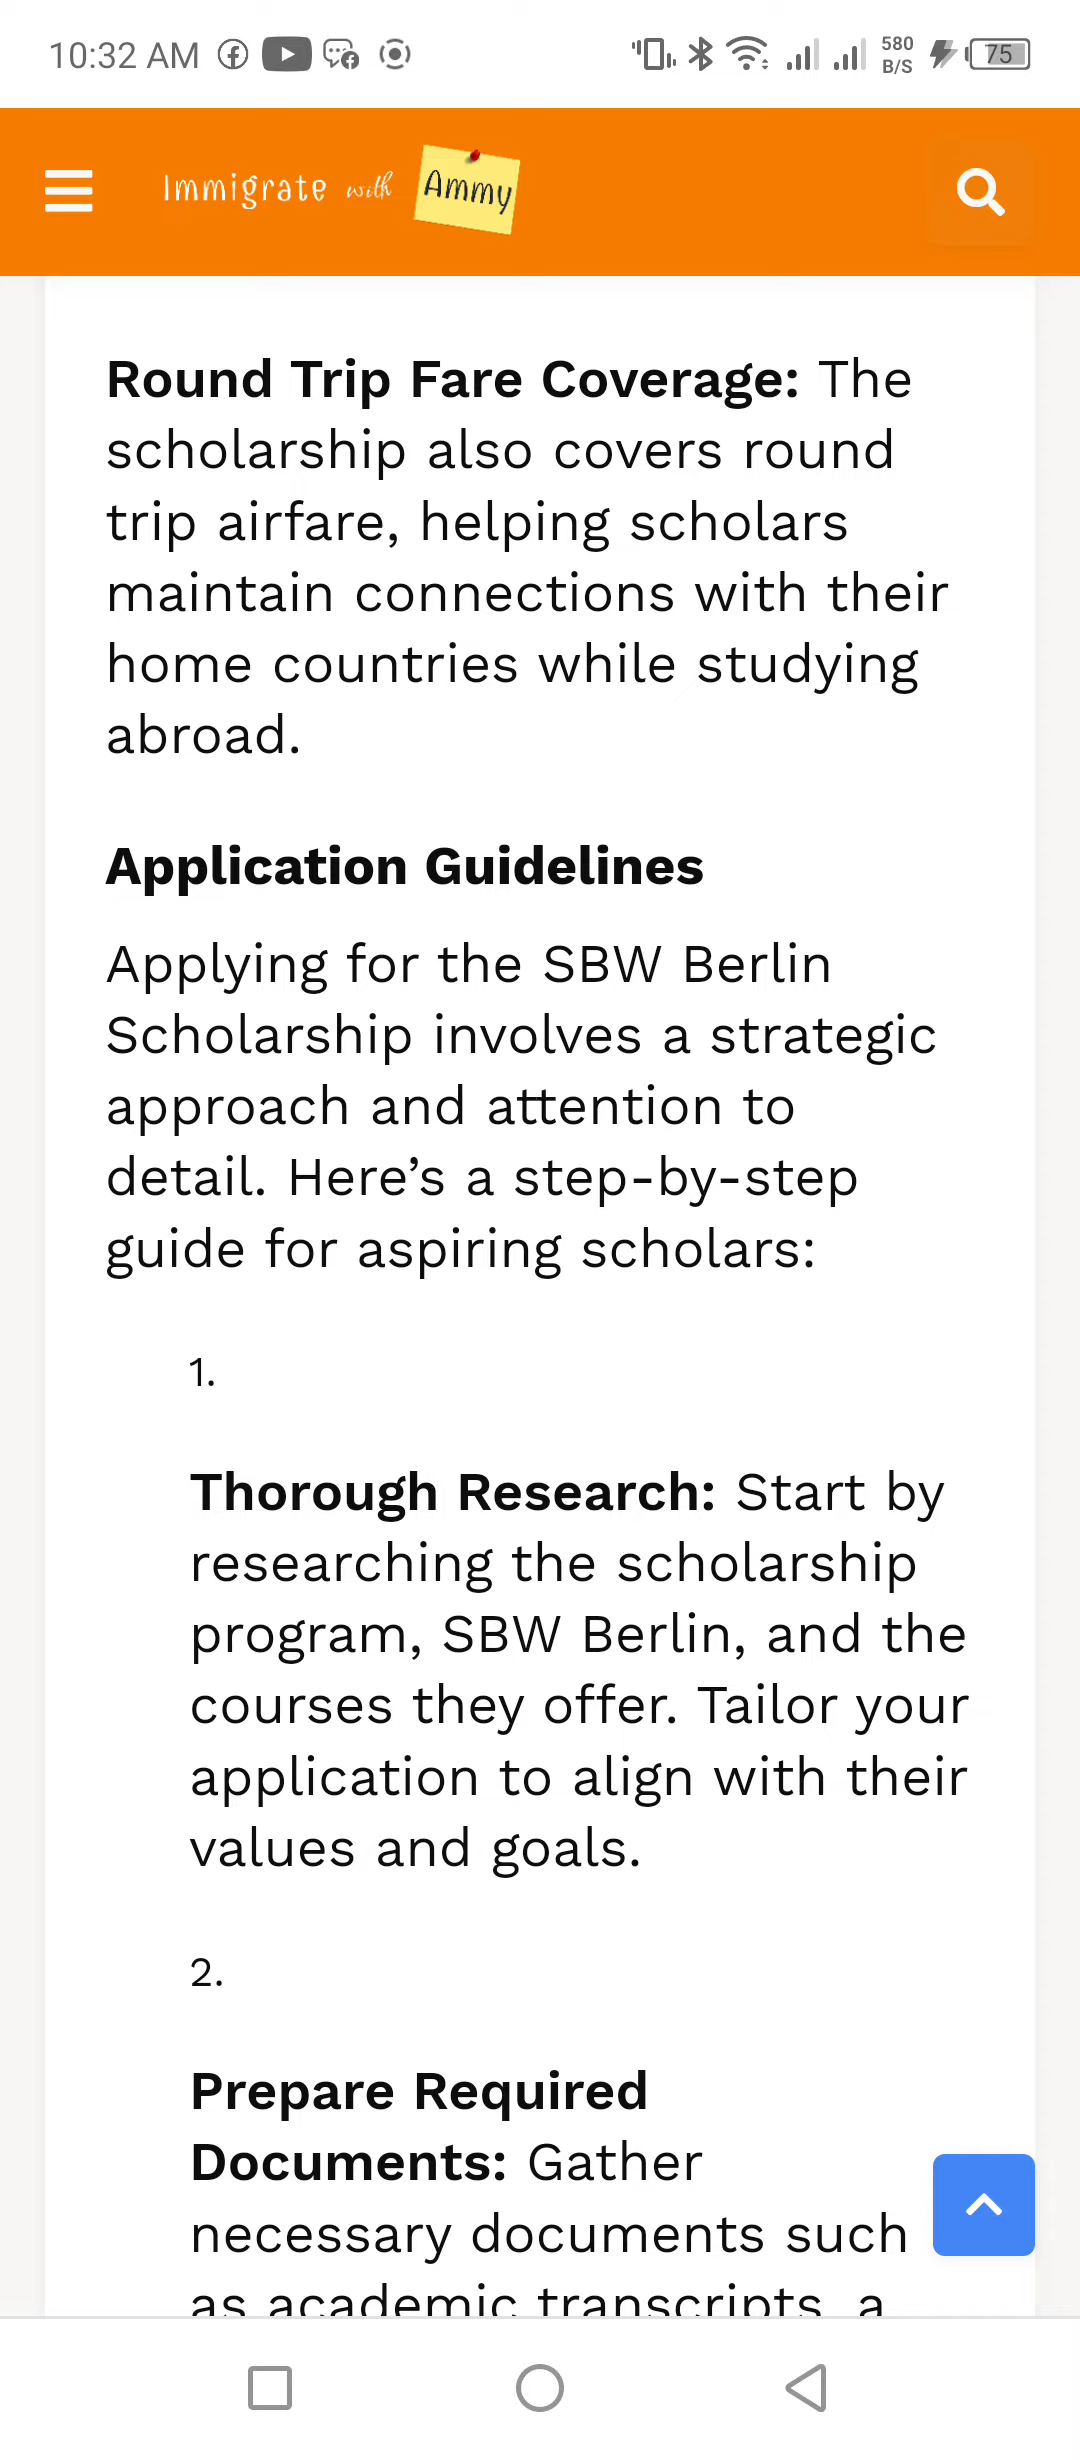 10:32 AM
580
B/S
75
Immigrate with Ammy
Round Trip Fare Coverage: The
scholarship also covers round
trip airfare, helping scholars
maintain connections with their
home countries while studying
abroad.
Application Guidelines
Applying for the SBW Berlin
Scholarship involves a strategic
approach and attention to
detail. Here’s a step-by-step
guide for aspiring scholars:
1.
Thorough Research: Start by
researching the scholarship
program, SBW Berlin, and the
courses they offer. Tailor your
application to align with their
values and goals.
2.
Prepare Required
Documents: Gather
necessary documents such
as academic transcripts, a